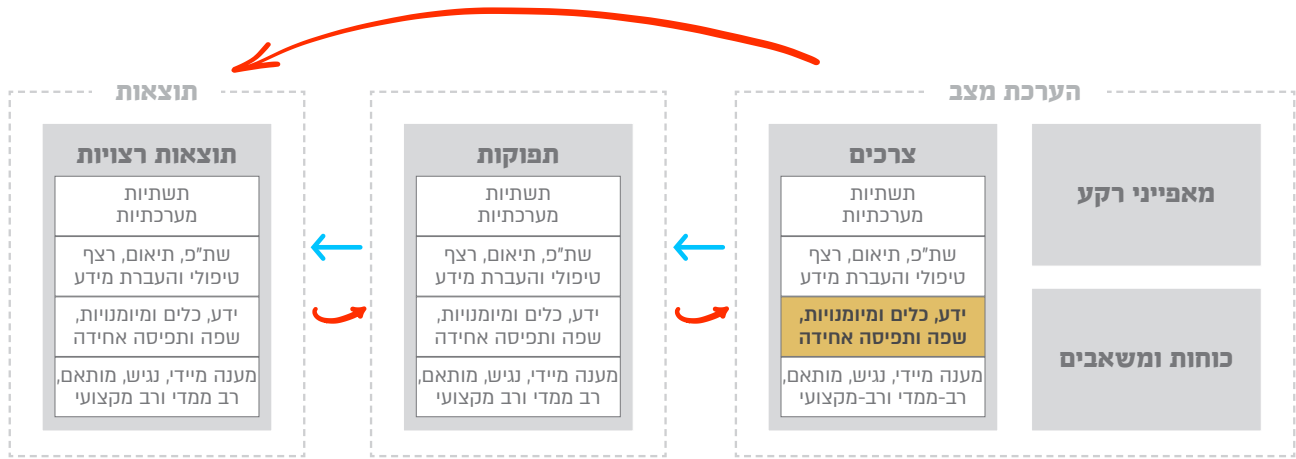 הערכת מצב
מאפייני רקע
כוחות ומשאבים
צרכים
תשתיות
מערכתיות
שת"פ, תיאום, רצף
טיפולי והעברת מידע
ידע, כלים ומיומנויות,
שפה ותפיסה אחידה
מענה מיידי, נגיש, מותאם,
רב-ממדי ורב-מקצועי
תפוקות
תשתיות
מערכתיות
שת"פ, תיאום, רצף
טיפולי והעברת מידע
ידע, כלים ומיומנויות,
שפה ותפיסה אחידה
מענה מיידי, נגיש, מותאם,
רב ממדי ורב מקצועי
תוצאות
תוצאות רצויות
תשתיות
מערכתיות
שת"פ, תיאום, רצף
טיפולי והעברת מידע
ידע, כלים ומיומנויות,
שפה ותפיסה אחידה
מענה מיידי, נגיש, מותאם,
רב ממדי ורב מקצועי